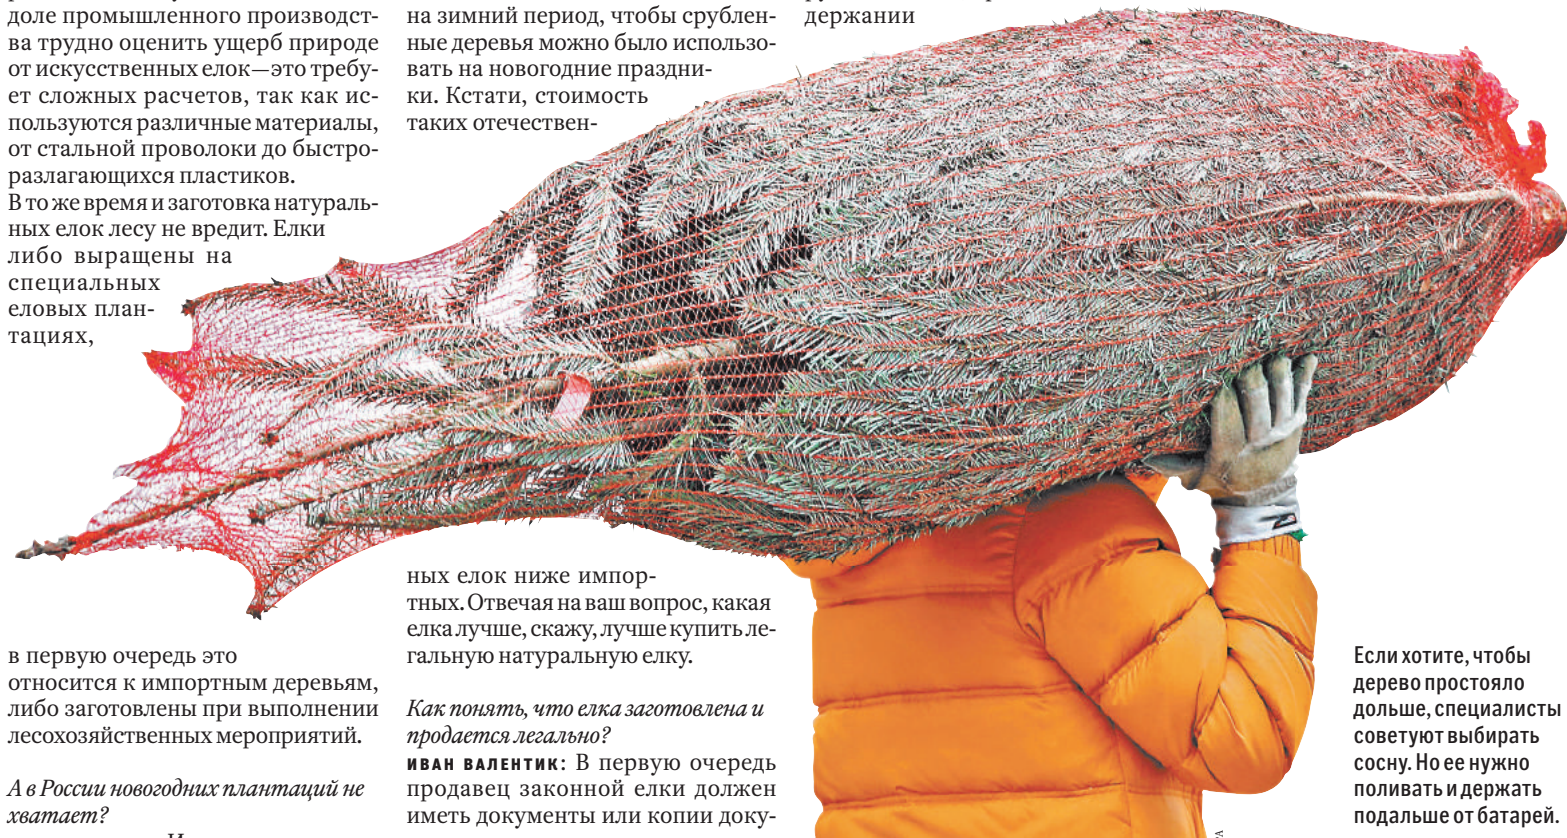 доле промышленного производст-
ва трудно оценить ущерб природе
от искусственных елок—это требу-
ет сложных расчетов, так как ис-
пользуются различные материалы,
от стальной проволоки до быстро-
разлагающихся пластиков.
В то же время и заготовка натураль-
ных елок лесу не вредит. Елки
либо выращены на
специальных
еловых план-
тациях,
в первую очередь это
относится к импортным деревьям,
либо заготовлены при выполнении
лесохозяйственных мероприятий.
А в России новогодних плантаций не
хватает?
на зимний период, чтобы срублен-
ные деревья можно было использо-
вать на новогодние праздни-
ки. Кстати, стоимость
таких отечествен-
ных елок ниже импор-
тных. Отвечая на ваш вопрос, какая
елка лучше, скажу, лучше купить ле-
гальную натуральную елку.
Как понять, что елка заготовлена и
продается легально?
ИВАН ВАЛЕНТИК: В первую очередь
продавец законной елки должен
иметь документы или копии доку-
держании
Если хотите, чтобы
дерево простояло
дольше, специалисты
советуют выбирать
сосну. Но ее нужно
поливать и держать
подальше от батарей.